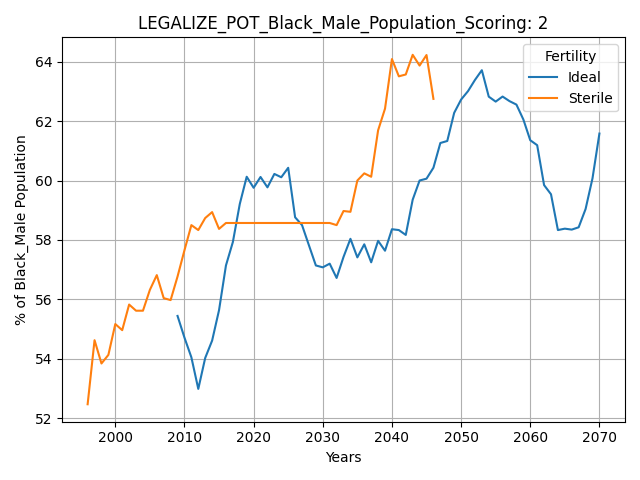 LEGALIZE_POT_Black_Male_Population_Scoring: 2
Fertility
Ideal
Sterile
% of Black_Male Population
64
62
60
58
56
54
52
2000 2010 2020 2030 2040 2050 2060 2070
Years